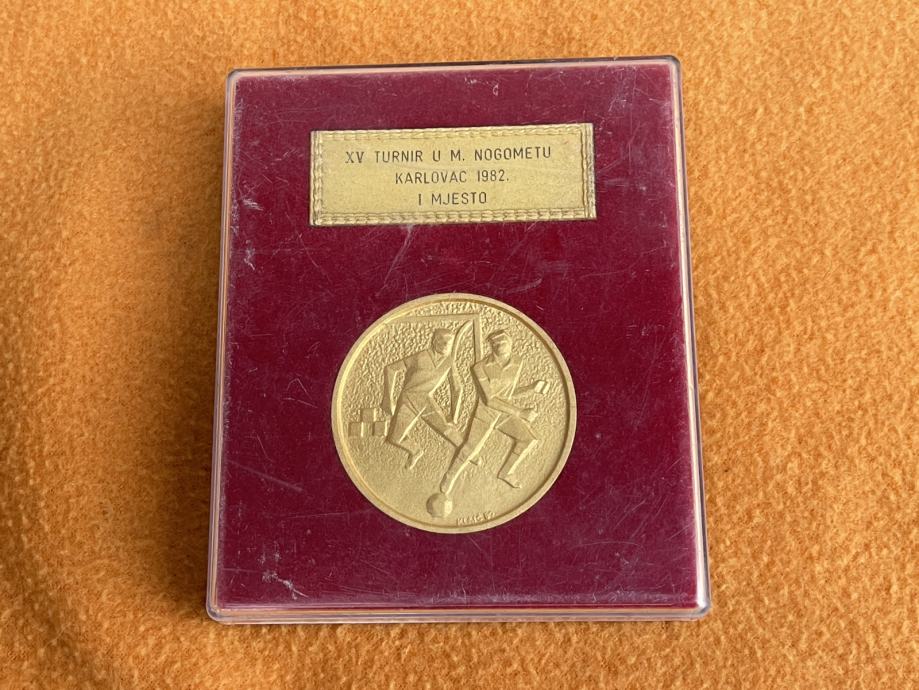 XV TURNIR U M. NOGOMETU
KARLOVAC 1982.
I MJESTO